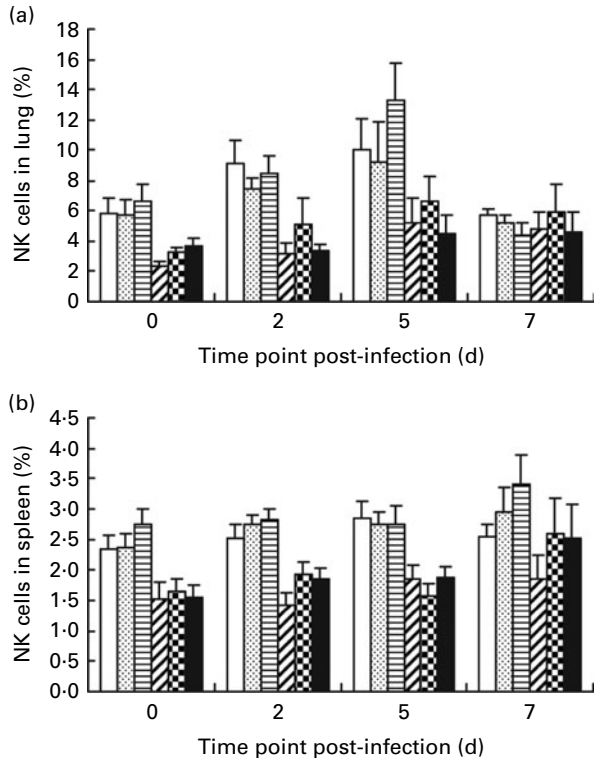 (a)
18
16
14
12
10
8
6
4
2
0
NK cells in lung (%)
0 2 5 7
Time point post-infection (d)
(b)
4·5
4·0
3·5
3·0
2·5
2·0
1·5
1·0
0·5
0·0
NK cells in spleen (%)
0 2 5 7
Time point post-infection (d)